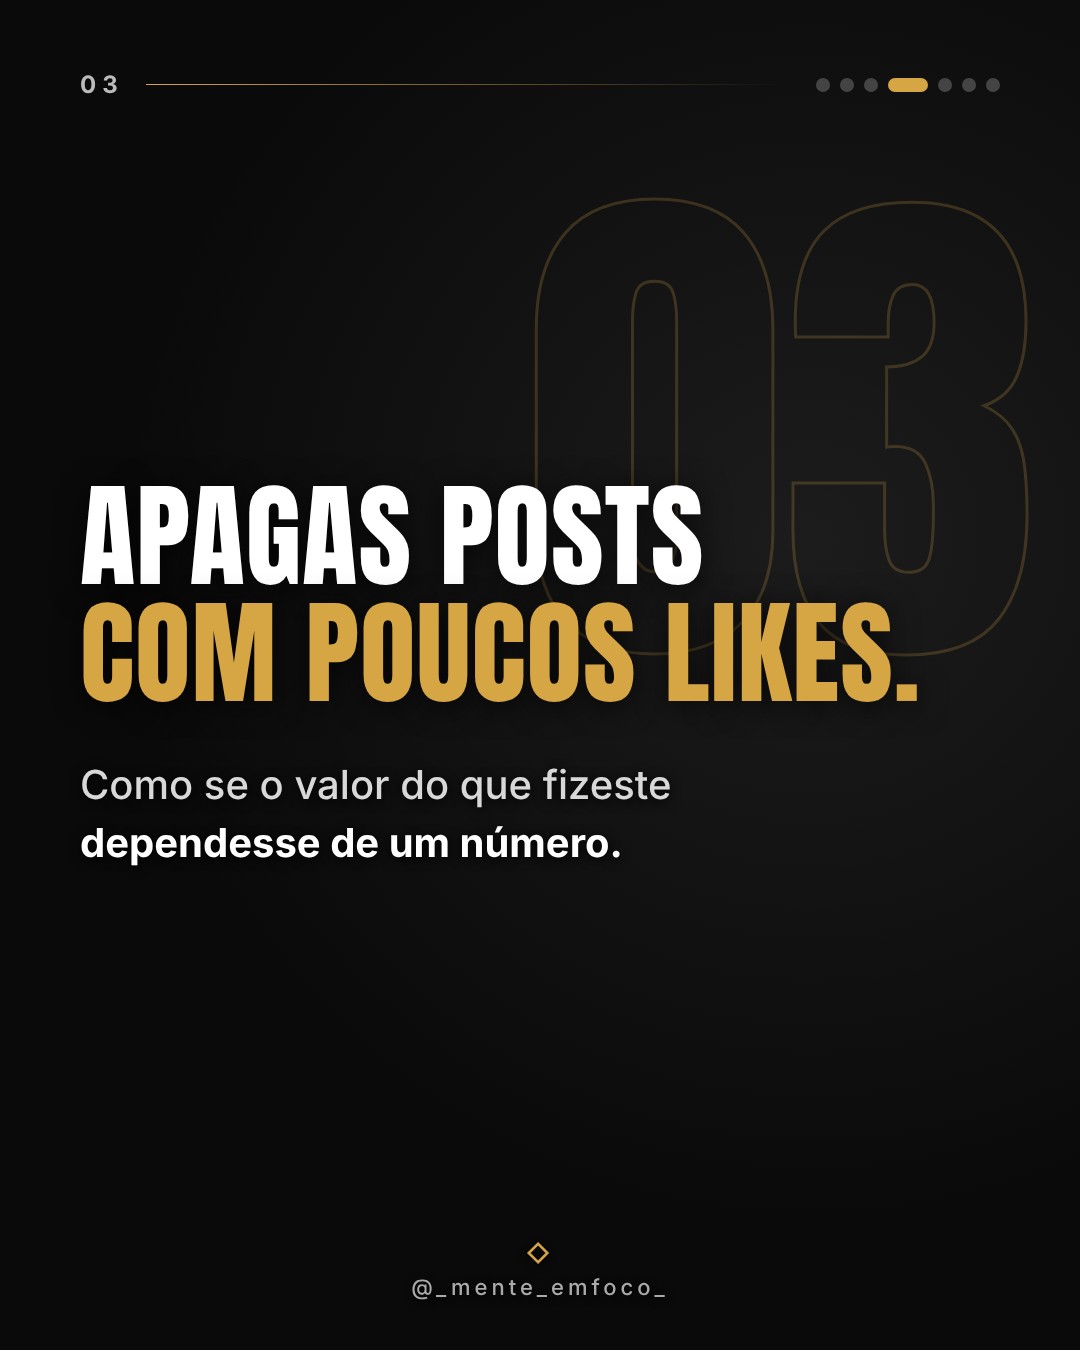 03
03
APAGAS POSTS
COM POUCOS LIKES.
Como se o valor do que fizeste
dependesse de um número.
@_mente_emfoco_